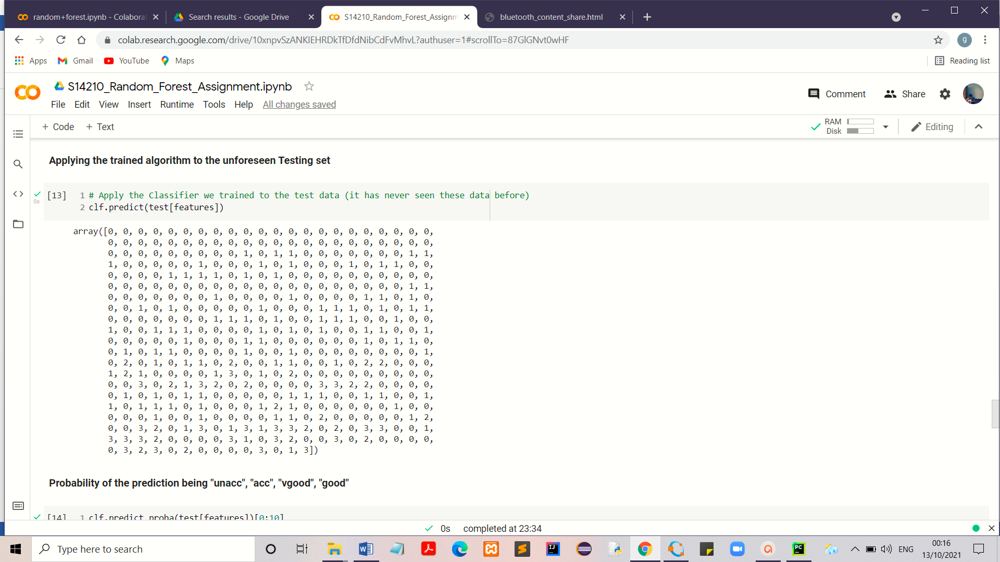 random+forest.ipynb - Colabora
Search results - Google Drive
S14210_Random_Forest_Assignm
bluetooth_content_share.html
colab.research.google.com/drive/10xnpvSzANKlEHRDkTfDfdNibCdFvMhvL?authuser=1#scrollTo=87GlGNvt0wHF
g
Apps Gmail YouTube Maps
Reading list
S14210_Random_Forest_Assignment.ipynb
Comment
Share
File Edit View Insert Runtime Tools Help All changes saved
+ Code + Text
RAM
Disk
Editing
Applying the trained algorithm to the unforeseen Testing set
[13] 1 # Apply the Classifier we trained to the test data (it has never seen these data before)
0s
2 clf.predict(test[features])
array([0, 0, 0, 0, 0, 0, 0, 0, 0, 0, 0, 0, 0, 0, 0, 0, 0, 0, 0, 0, 0, 0,
0, 0, 0, 0, 0, 0, 0, 0, 0, 0, 0, 0, 0, 0, 0, 0, 0, 0, 0, 0, 0, 0,
0, 0, 0, 0, 0, 0, 0, 0, 0, 1, 0, 1, 1, 0, 0, 0, 0, 0, 0, 0, 1, 1,
1, 0, 0, 0, 0, 0, 1, 0, 0, 0, 1, 0, 1, 0, 0, 0, 1, 0, 1, 1, 0, 0,
0, 0, 0, 0, 1, 1, 1, 1, 0, 1, 0, 1, 0, 0, 0, 0, 0, 0, 0, 0, 0, 0,
0, 0, 0, 0, 0, 0, 0, 0, 0, 0, 0, 0, 0, 0, 0, 0, 0, 0, 0, 0, 1, 1,
0, 0, 0, 0, 0, 0, 0, 1, 0, 0, 0, 0, 1, 0, 0, 0, 0, 1, 1, 0, 1, 0,
0, 0, 1, 0, 1, 0, 0, 0, 0, 0, 1, 0, 0, 0, 1, 1, 1, 0, 1, 0, 1, 1,
0, 0, 0, 0, 0, 0, 0, 1, 1, 1, 0, 1, 0, 0, 1, 1, 1, 0, 0, 1, 0, 0,
1, 0, 0, 1, 1, 1, 0, 0, 0, 0, 1, 0, 1, 0, 1, 0, 0, 1, 1, 0, 0, 1,
0, 0, 0, 0, 0, 1, 0, 0, 0, 1, 1, 0, 0, 0, 0, 0, 0, 1, 0, 1, 1, 0,
0, 1, 0, 1, 1, 0, 0, 0, 0, 1, 0, 0, 1, 0, 0, 0, 0, 0, 0, 0, 0, 1,
0, 2, 0, 1, 0, 1, 1, 0, 2, 0, 0, 1, 1, 0, 0, 1, 0, 2, 2, 0, 0, 0,
1, 2, 1, 0, 0, 0, 0, 1, 3, 0, 1, 0, 2, 0, 0, 0, 0, 0, 0, 0, 0, 0,
0, 0, 3, 0, 2, 1, 3, 2, 0, 2, 0, 0, 0, 0, 3, 3, 2, 2, 0, 0, 0, 0,
0, 1, 0, 1, 0, 1, 1, 0, 0, 0, 0, 0, 1, 1, 1, 0, 0, 1, 1, 0, 0, 1,
1, 0, 1, 1, 1, 0, 1, 0, 0, 0, 1, 2, 1, 0, 0, 0, 0, 0, 0, 1, 0, 0,
0, 0, 0, 1, 0, 0, 1, 0, 0, 0, 0, 1, 1, 0, 2, 0, 0, 0, 0, 0, 1, 2,
0, 0, 3, 2, 0, 1, 3, 0, 1, 3, 1, 3, 3, 2, 0, 2, 0, 3, 3, 0, 0, 1,
3, 3, 3, 2, 0, 0, 0, 0, 3, 1, 0, 3, 2, 0, 0, 3, 0, 2, 0, 0, 0, 0,
0, 3, 2, 3, 0, 2, 0, 0, 0, 0, 3, 0, 1, 3])
Probability of the prediction being "unacc", "acc", "vgood", "good"
[14] 1 clf.predict_proba(test[features])[0:10]
0s completed at 23:34
Type here to search
ENG
00:16
13/10/2021